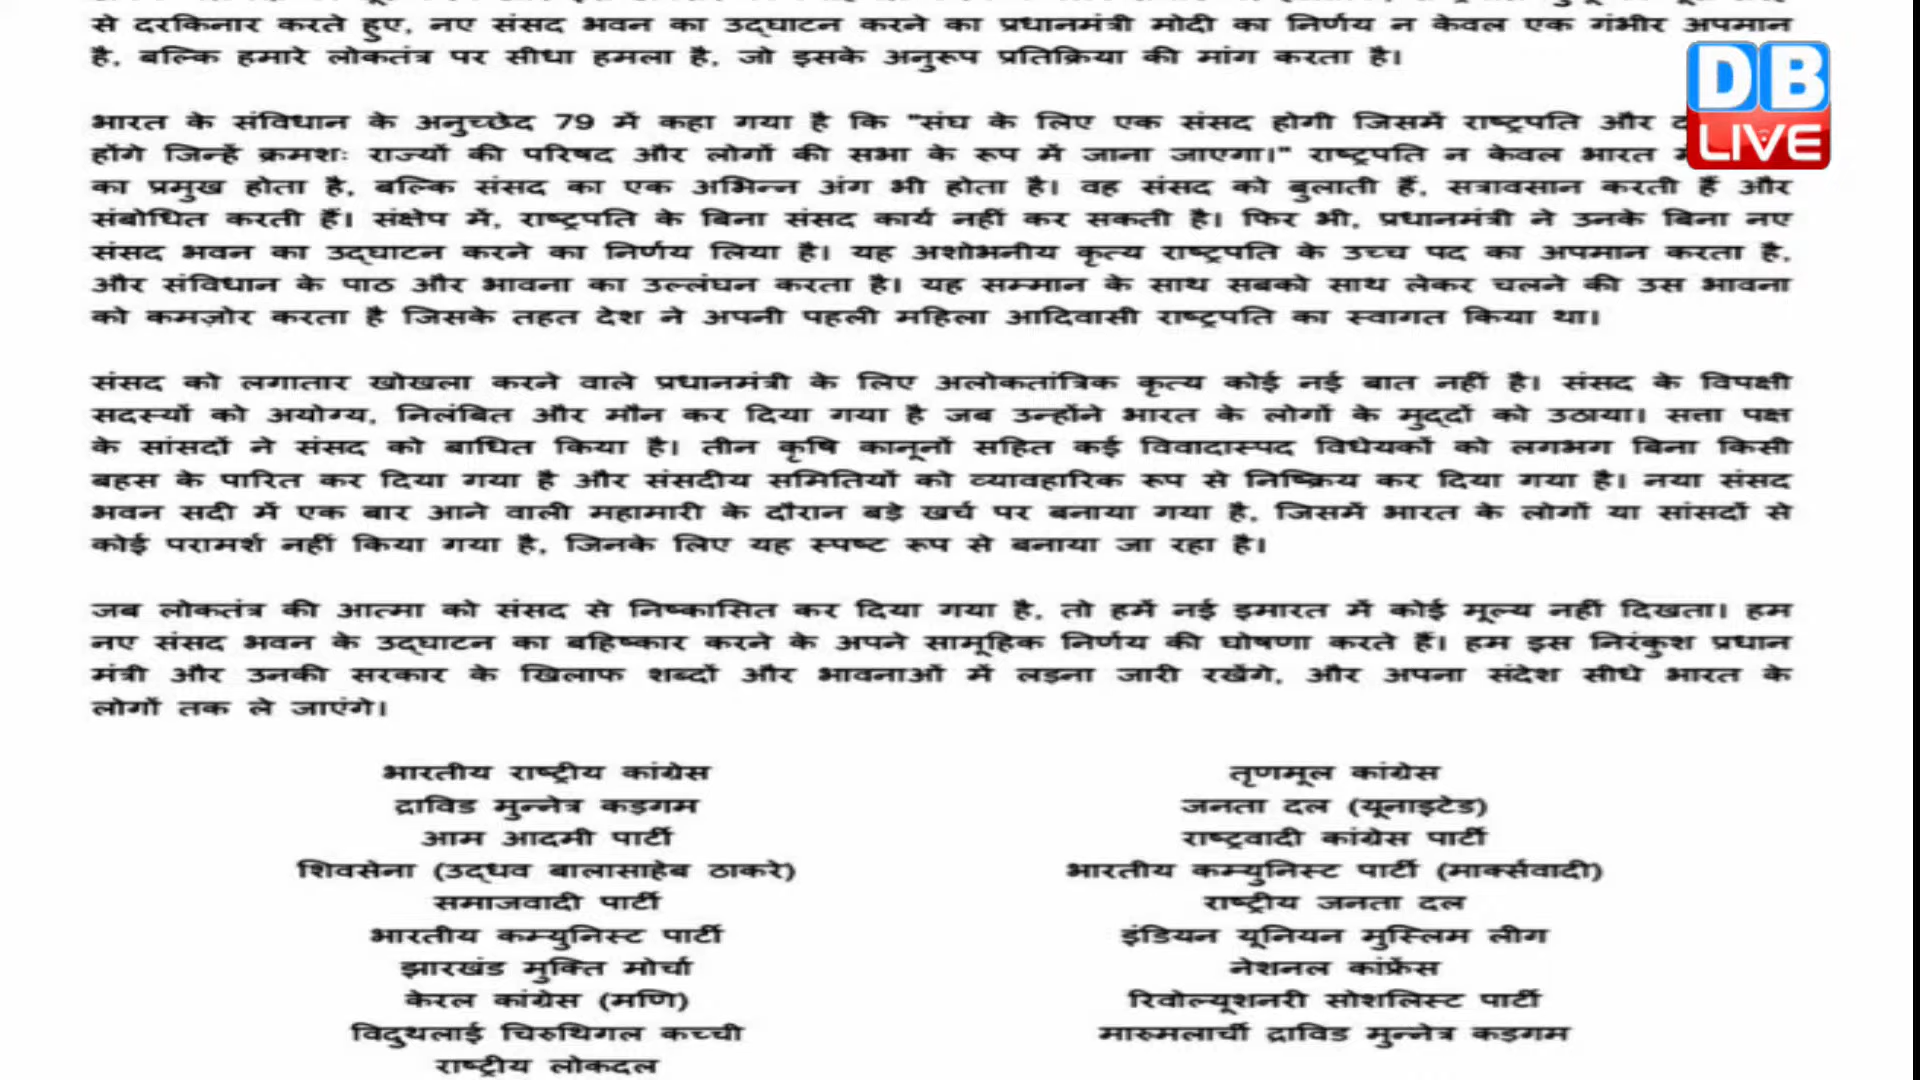 से दरकिनार करते हुए, नए संसद भवन का उद्घाटन करने का प्रधानमंत्री मोदी का निर्णय न केवल एक गंभीर अपमान
है, बल्कि हमारे लोकतंत्र पर सीधा हमला है, जो इसके अनुरूप प्रतिक्रिया की मांग करता है।
DB
LIVE
भारत के संविधान के अनुच्छेद 79 में कहा गया है कि "संघ के लिए एक संसद होगी जिसमें राष्ट्रपति और
होंगे जिन्हें क्रमशः राज्यों की परिषद और लोगों की सभा के रूप में जाना जाएगा।" राष्ट्रपति न केवल भारत
का प्रमुख होता है, बल्कि संसद का एक अभिन्न अंग भी होता है। वह संसद को बुलाती हैं, सत्रावसान करती हैं और
संबोधित करती हैं। संक्षेप में, राष्ट्रपति के बिना संसद कार्य नहीं कर सकती है। फिर भी, प्रधानमंत्री ने उनके बिना नए
संसद भवन का उद्घाटन करने का निर्णय लिया है। यह अशोभनीय कृत्य राष्ट्रपति के उच्च पद का अपमान करता है,
और संविधान के पाठ और भावना का उल्लंघन करता है। यह सम्मान के साथ सबको साथ लेकर चलने की उस भावना
को कमज़ोर करता है जिसके तहत देश ने अपनी पहली महिला आदिवासी राष्ट्रपति का स्वागत किया था।
संसद को लगातार खोखला करने वाले प्रधानमंत्री के लिए अलोकतांत्रिक कृत्य कोई नई बात नहीं है। संसद के विपक्षी
सदस्यों को अयोग्य, निलंबित और मौन कर दिया गया है जब उन्होंने भारत के लोगों के मुद्दों को उठाया। सत्ता पक्ष
के सांसदों ने संसद को बाधित किया है। तीन कृषि कानूनों सहित कई विवादास्पद विधेयकों को लगभग बिना किसी
बहस के पारित कर दिया गया है और संसदीय समितियों को व्यावहारिक रूप से निष्क्रिय कर दिया गया है। नया संसद
भवन सदी में एक बार आने वाली महामारी के दौरान बड़े खर्च पर बनाया गया है, जिसमें भारत के लोगों या सांसदों से
कोई परामर्श नहीं किया गया है, जिनके लिए यह स्पष्ट रूप से बनाया जा रहा है।
जब लोकतंत्र की आत्मा को संसद से निष्कासित कर दिया गया है, तो हमें नई इमारत में कोई मूल्य नहीं दिखता। हम
नए संसद भवन के उद्घाटन का बहिष्कार करने के अपने सामूहिक निर्णय की घोषणा करते हैं। हम इस निरंकुश प्रधान
मंत्री और उनकी सरकार के खिलाफ शब्दों और भावनाओं में लड़ना जारी रखेंगे, और अपना संदेश सीधे भारत के
लोगों तक ले जाएंगे।
भारतीय राष्ट्रीय कांग्रेस
द्राविड मुन्नेत्र कड़गम
आम आदमी पार्टी
शिवसेना (उद्धव बालासाहेब ठाकरे)
समाजवादी पार्टी
भारतीय कम्युनिस्ट पार्टी
झारखंड मुक्ति मोर्चा
केरल कांग्रेस (मणि)
विदुथलाई चिरुथिगल कच्ची
राष्ट्रीय लोकदल
तृणमूल कांग्रेस
जनता दल (यूनाइटेड)
राष्ट्रवादी कांग्रेस पार्टी
भारतीय कम्युनिस्ट पार्टी (मार्क्सवादी)
राष्ट्रीय जनता दल
इंडियन यूनियन मुस्लिम लीग
नेशनल कांफ्रेंस
रिवोल्यूशनरी सोशलिस्ट पार्टी
मारुमलार्ची द्राविड मुन्नेत्र कड़गम